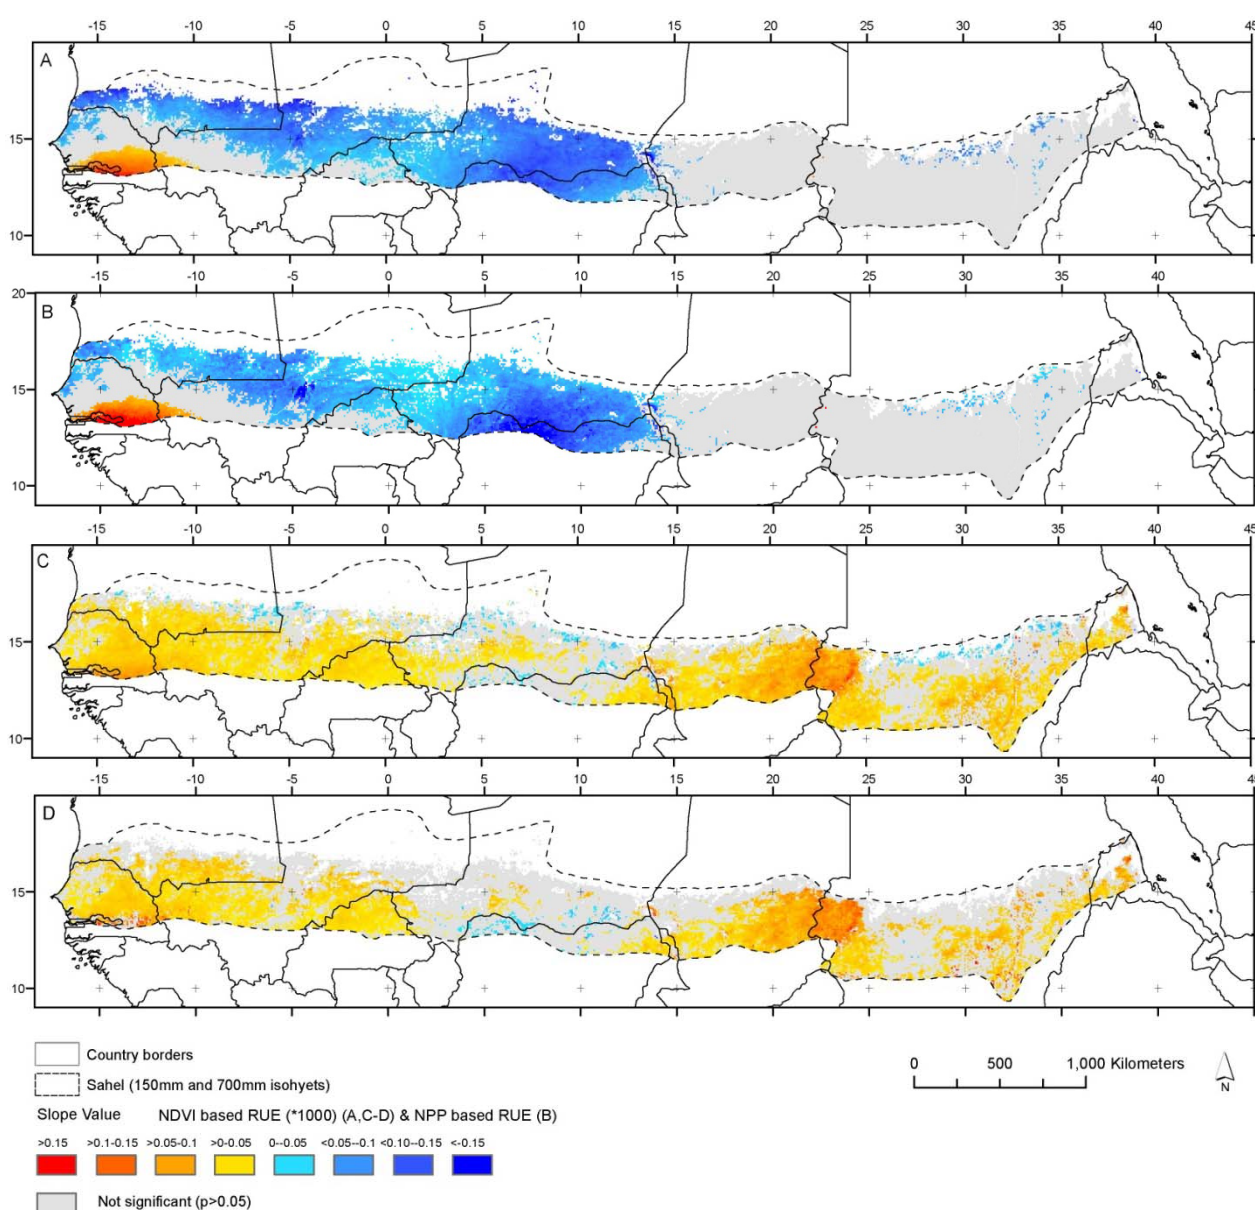 -15 -10 -5 0 5 10 15 20 25 30 35 40 45
A
15
10
-15 -10 -5 0 5 10 15 20 25 30 35 40 45
20
B
15
10
-15 -10 -5 0 5 10 15 20 25 30 35 40 45
C
15
10
-15 -10 -5 0 5 10 15 20 25 30 35 40 45
D
15
10
Country borders
Sahel (150mm and 700mm isohyets)
0 500 1,000 Kilometers
N
Slope Value NDVI based RUE (*1000) (A,C-D) & NPP based RUE (B)
>0.15 >0.1-0.15 >0.05-0.1 >0-0.05 0--0.05 <0.05--0.1 <0.10--0.15 <-0.15
Not significant (p>0.05)